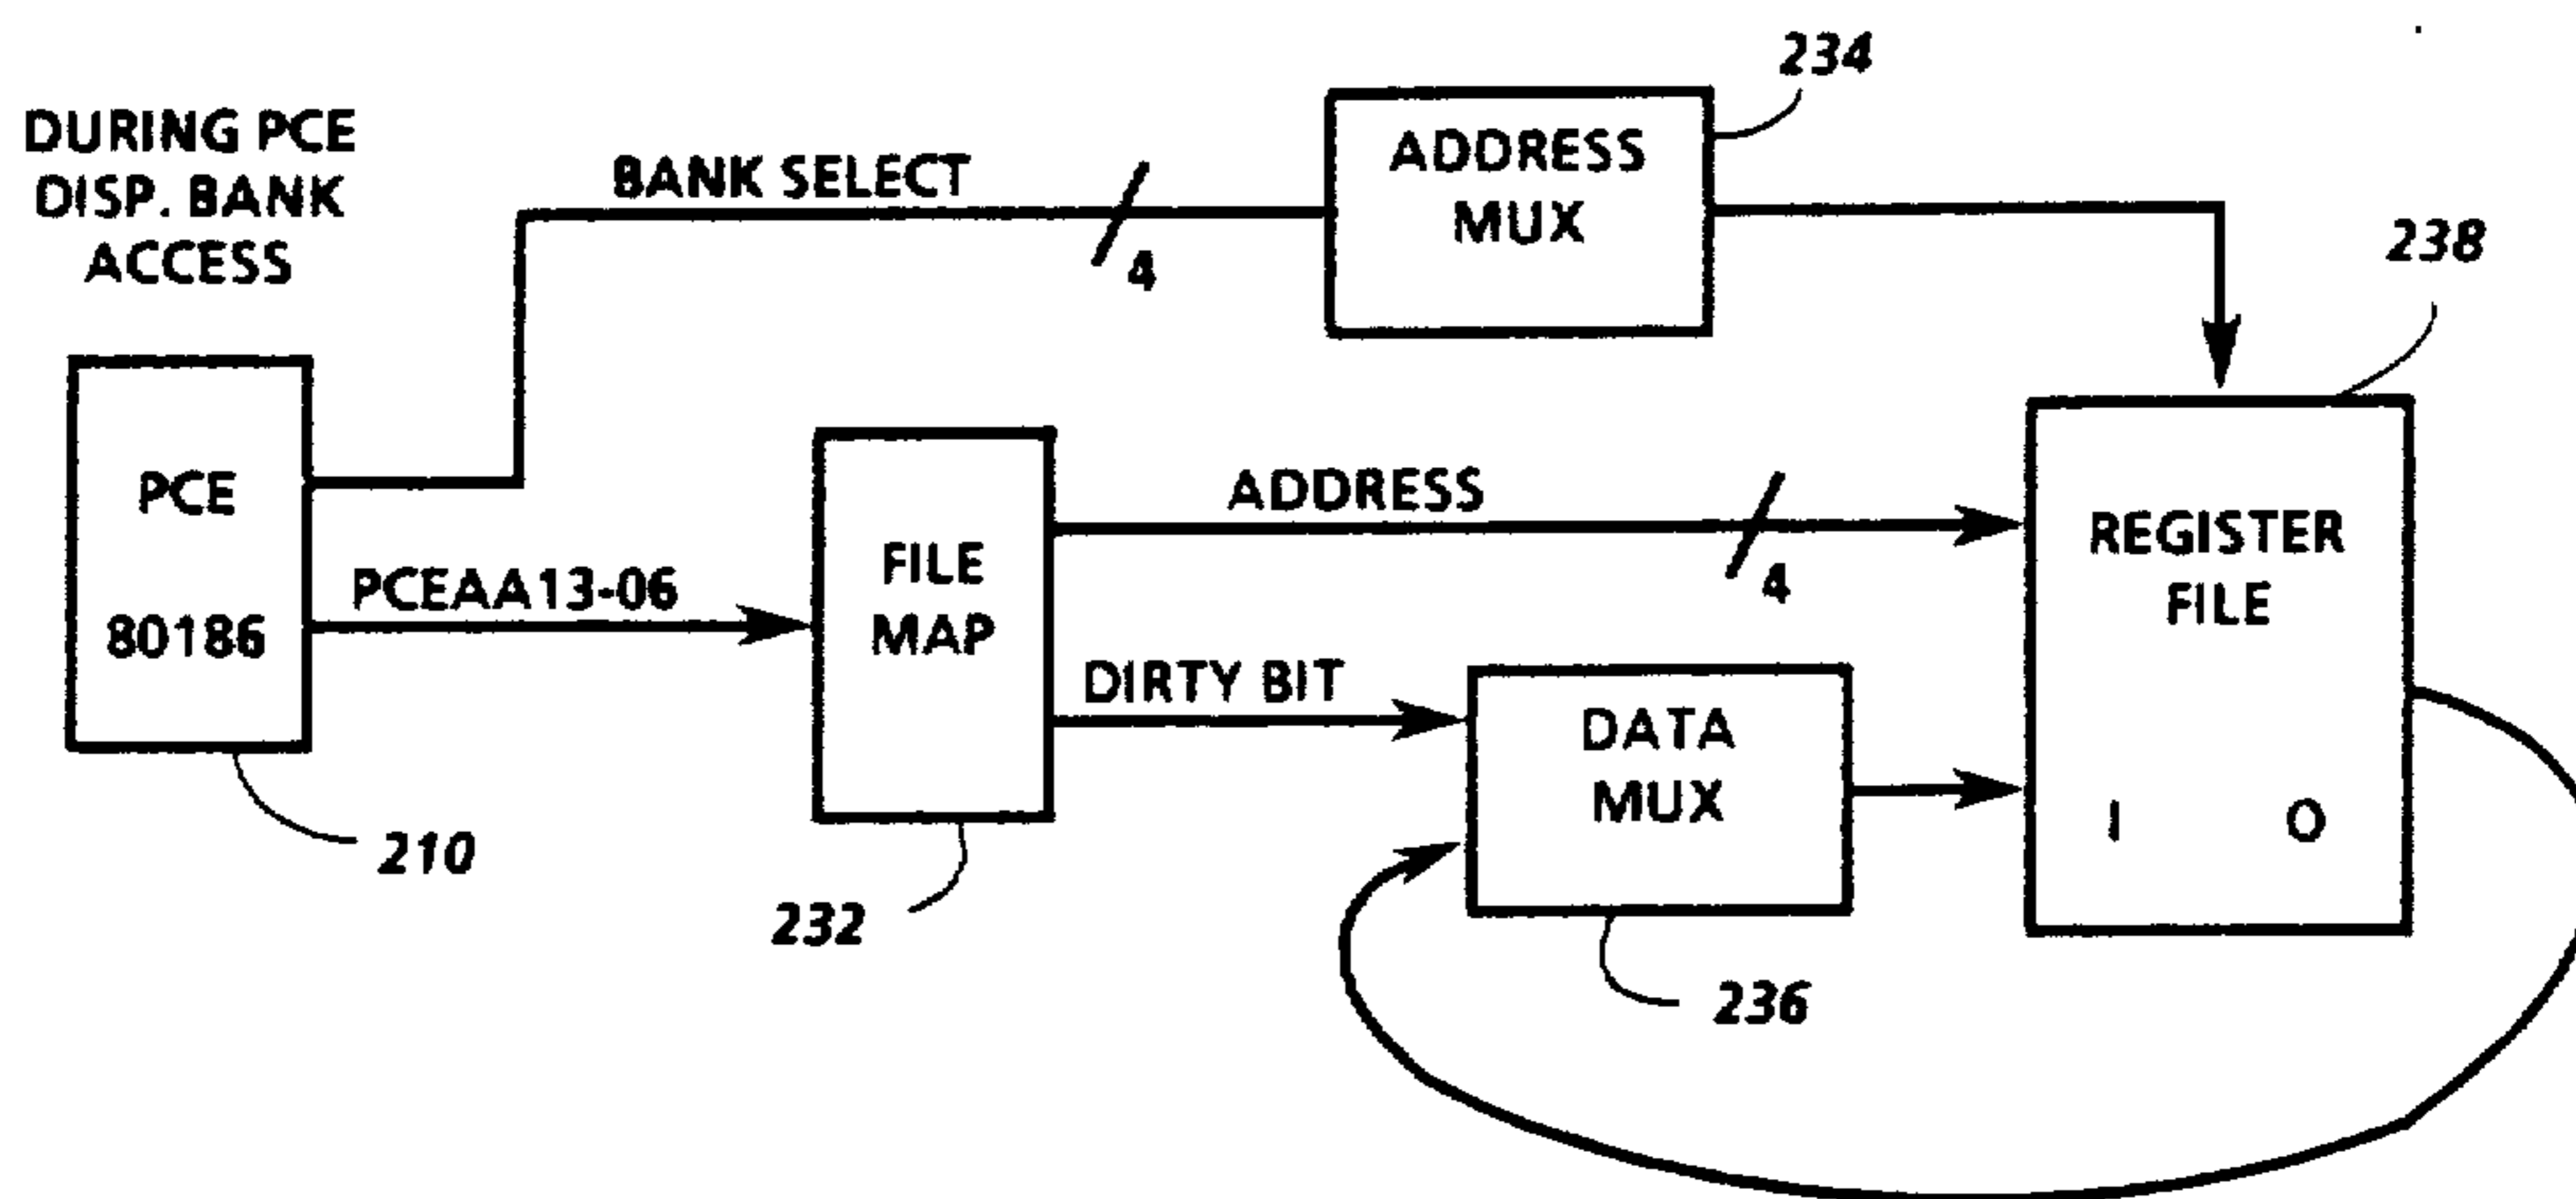 DURING PCE
DISP. BANK
ACCESS
BANK SELECT
4
ADDRESS
MUX
234
238
PCE
80186
210
PCEAA13-06
FILE
MAP
232
ADDRESS
4
DIRTY BIT
DATA
MUX
236
REGISTER
FILE
I O